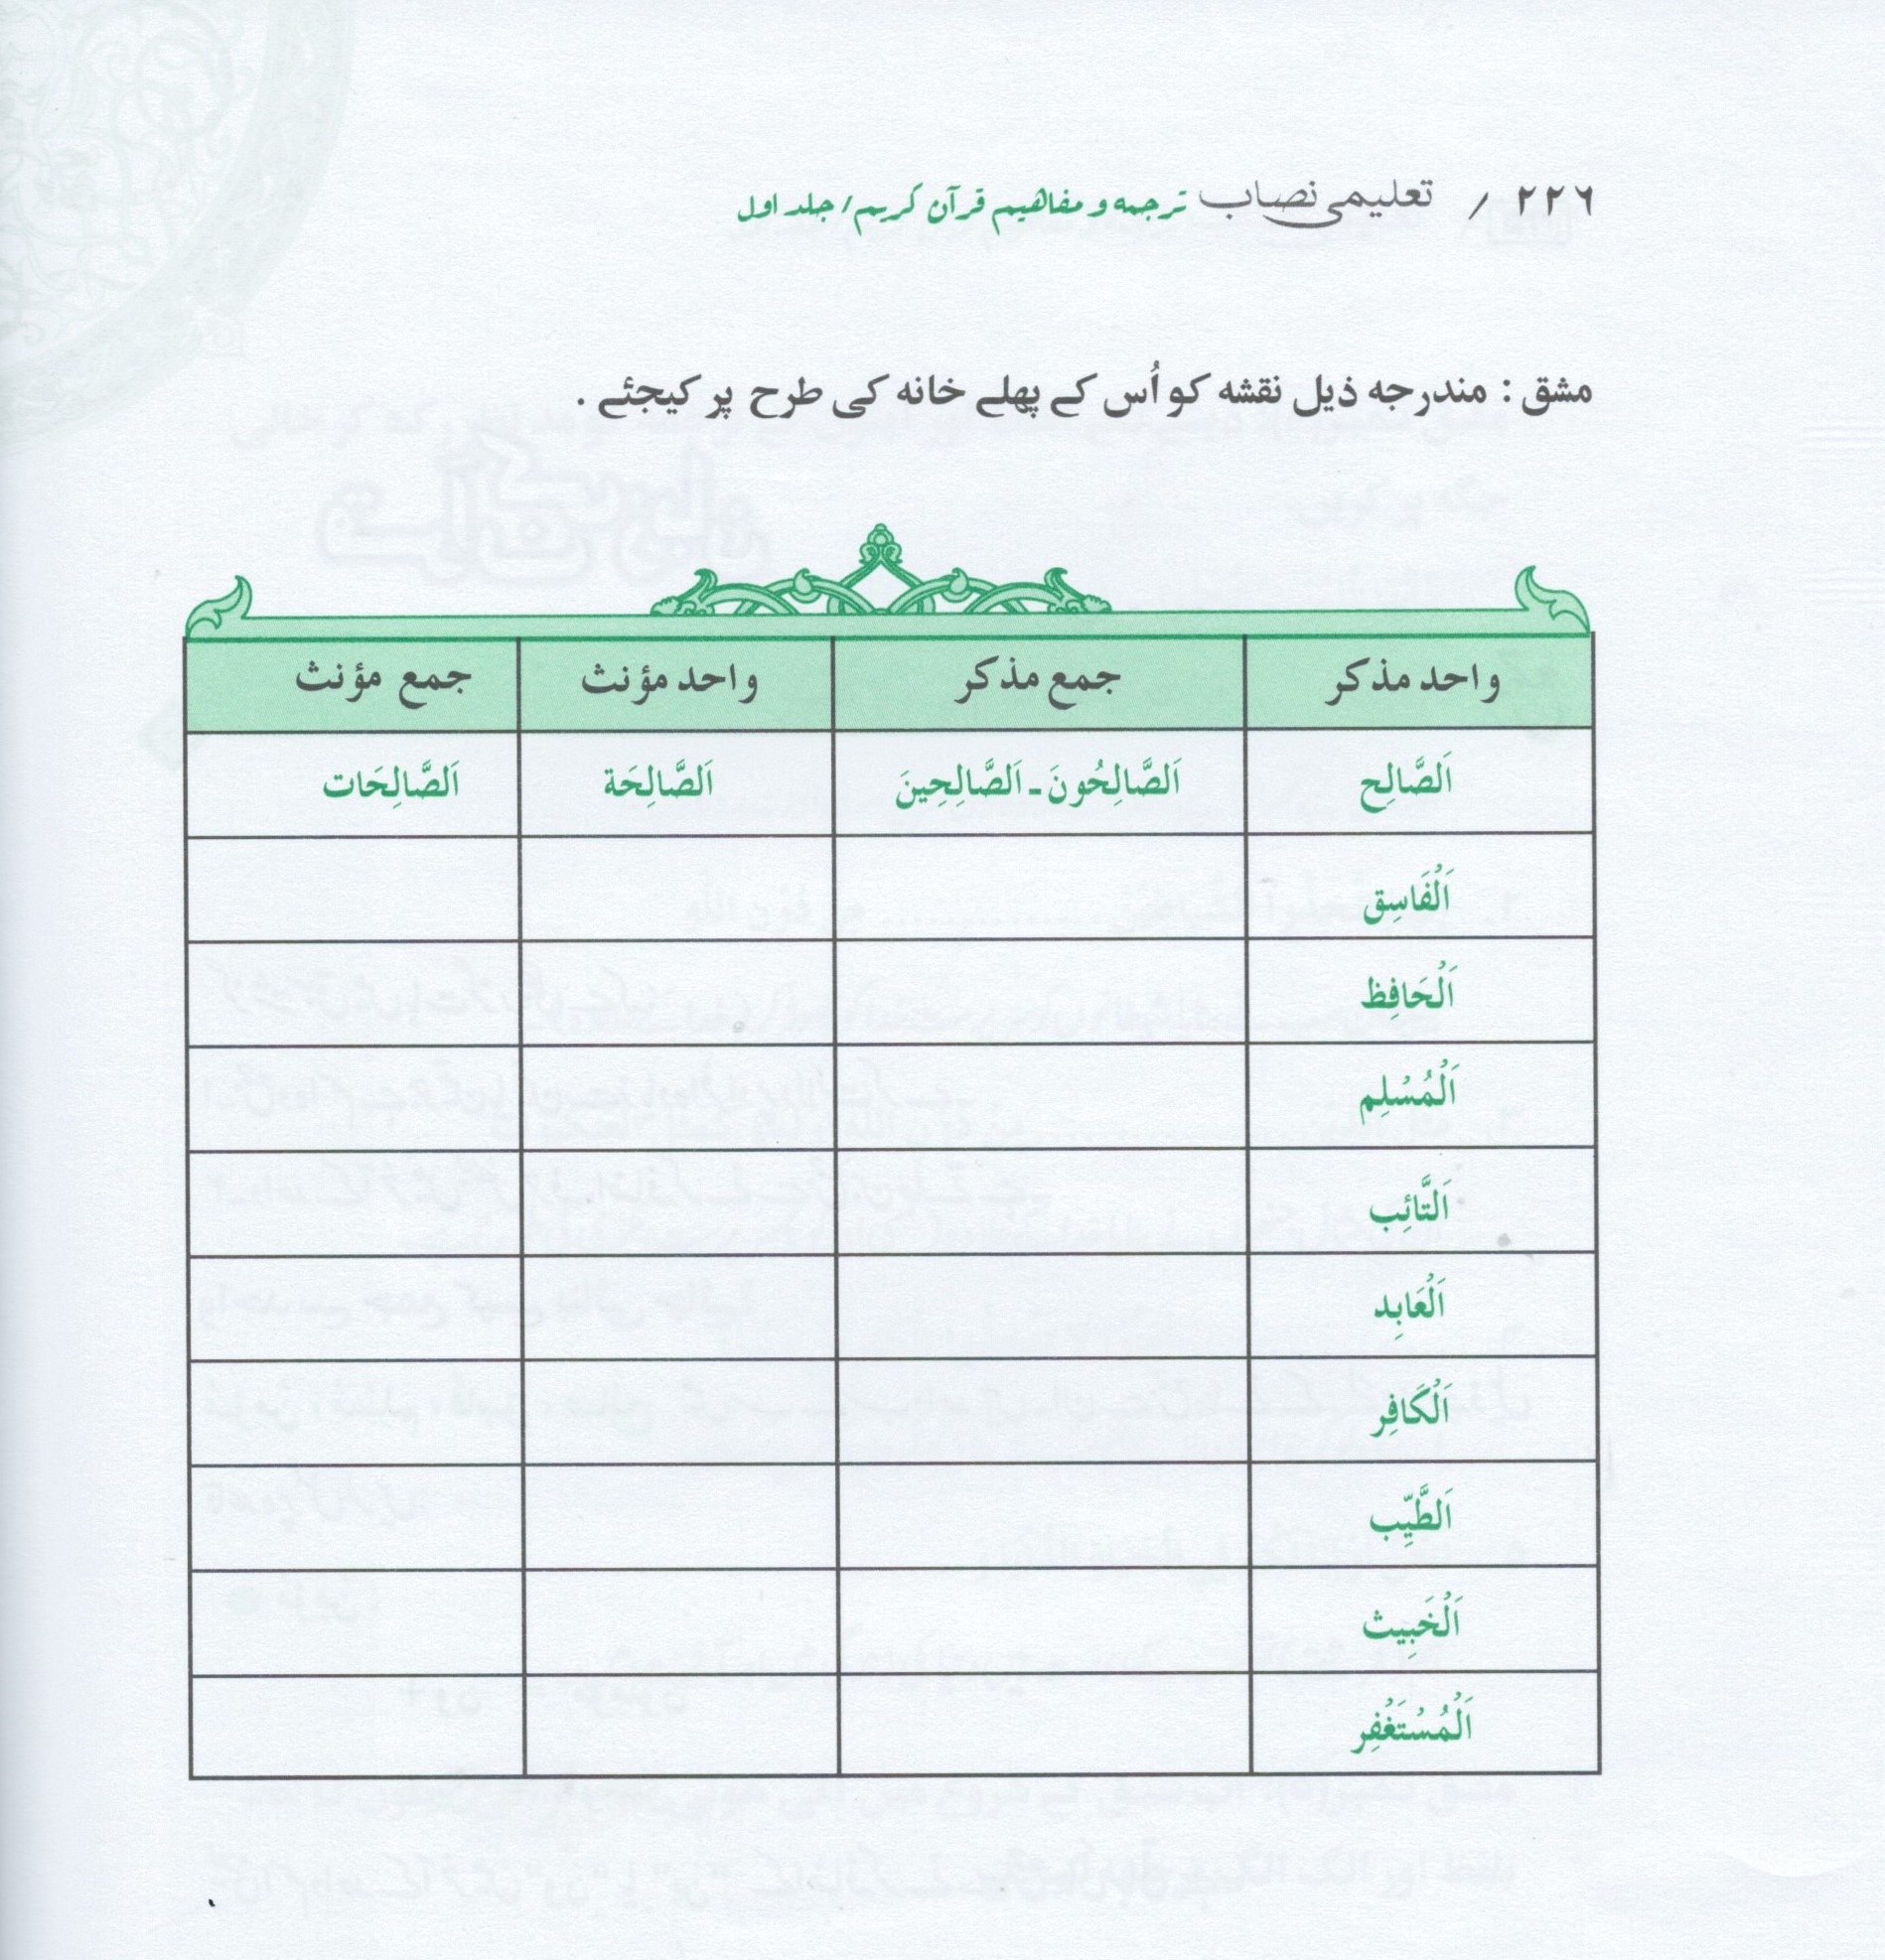 ۲۲۶ / تعلیمی نصاب ترجمه و مفاهیم قرآن کریم/ جلد اول
مشق : مندرجه ذیل نقشه کو اُس کے پهلے خانه کی طرح پر کیجئے .
واحد مذکر جمع مذکر واحد مؤنث جمع مؤنث
اَلصَّالِح اَلصَّالِحُونَ ـ اَلصَّالِحِينَ اَلصَّالِحَة اَلصَّالِحَات
اَلْفَاسِق
اَلْحَافِظ
اَلْمُسْلِم
اَلتَّائِب
اَلْعَابِد
اَلْكَافِر
اَلطَّيِّب
اَلْخَبِيث
اَلْمُسْتَغْفِر